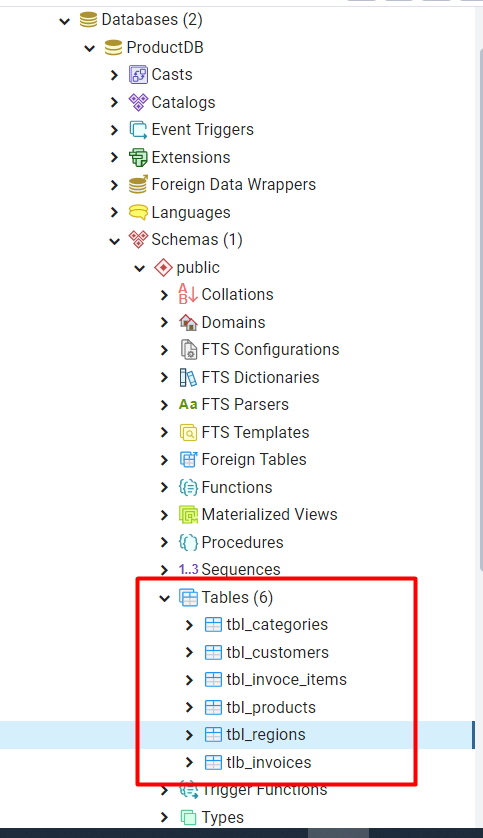 Databases (2)
ProductDB
Casts
Catalogs
Event Triggers
Extensions
Foreign Data Wrappers
Languages
Schemas (1)
public
Collations
Domains
FTS Configurations
FTS Dictionaries
Aa FTS Parsers
FTS Templates
Foreign Tables
Functions
Materialized Views
Procedures
1..3 Sequences
Tables (6)
tbl_categories
tbl_customers
tbl_invoce_items
tbl_products
tbl_regions
tlb_invoices
Trigger Functions
Types